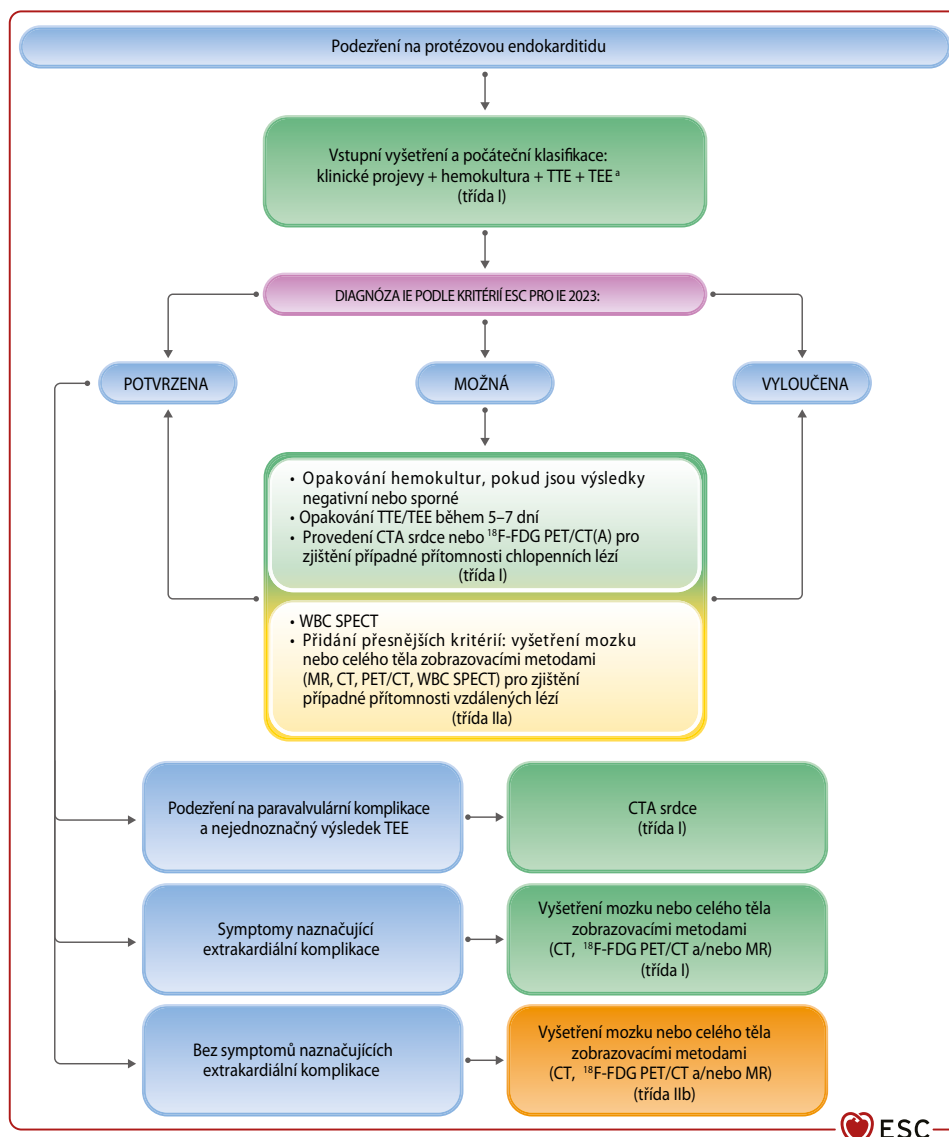 Podezření na protézovou endokarditidu
Vstupní vyšetření a počáteční klasifikace:
klinické projevy + hemokultura + TTE + TEE ᵃ
(třída I)
DIAGNÓZA IE PODLE KRITÉRIÍ ESC PRO IE 2023:
POTVRZENA
MOŽNÁ
VYLOUČENA
• Opakování hemokultur, pokud jsou výsledky
negativní nebo sporné
• Opakování TTE/TEE během 5–7 dní
• Provedení CTA srdce nebo ¹⁸F-FDG PET/CT(A) pro
zjištění případné přítomnosti chlopenních lézí
(třída I)
• WBC SPECT
• Přidání přesnějších kritérií: vyšetření mozku
nebo celého těla zobrazovacími metodami
(MR, CT, PET/CT, WBC SPECT) pro zjištění
případné přítomnosti vzdálených lézí
(třída IIa)
Podezření na paravalvulární komplikace
a nejednoznačný výsledek TEE
CTA srdce
(třída I)
Symptomy naznačující
extrakardiální komplikace
Vyšetření mozku nebo celého těla
zobrazovacími metodami
(CT, ¹⁸F-FDG PET/CT a/nebo MR)
(třída I)
Bez symptomů naznačujících
extrakardiální komplikace
Vyšetření mozku nebo celého těla
zobrazovacími metodami
(CT, ¹⁸F-FDG PET/CT a/nebo MR)
(třída IIb)
ESC